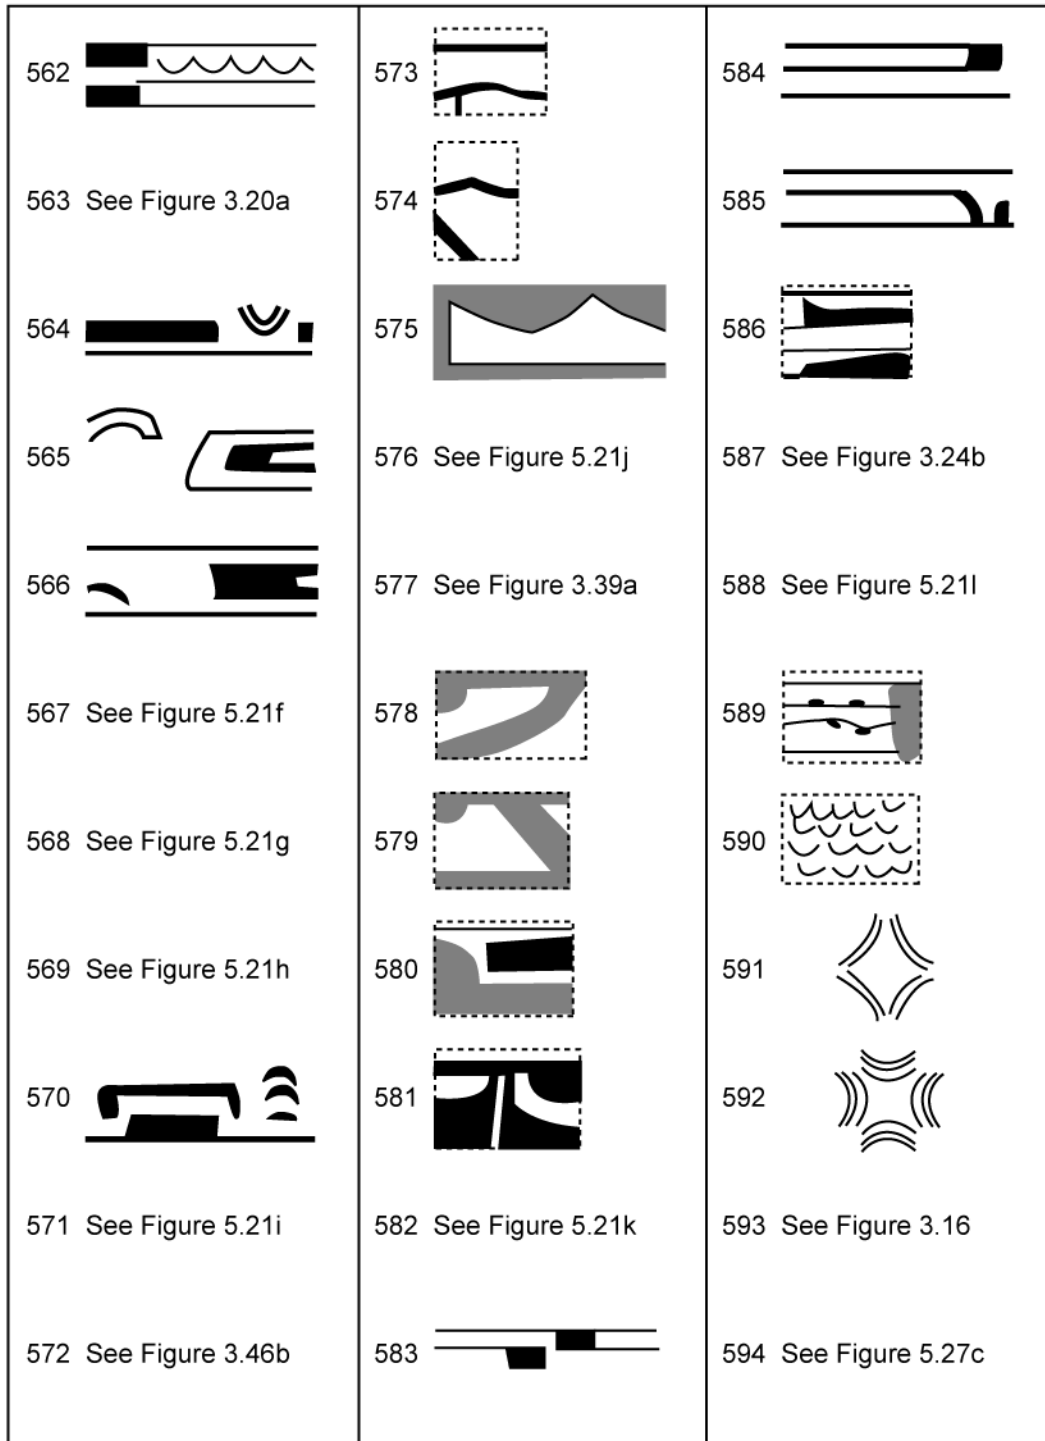 562
563 See Figure 3.20a
564
565
566
567 See Figure 5.21f
568 See Figure 5.21g
569 See Figure 5.21h
570
571 See Figure 5.21i
572 See Figure 3.46b
573
574
575
576 See Figure 5.21j
577 See Figure 3.39a
578
579
580
581
582 See Figure 5.21k
583
584
585
586
587 See Figure 3.24b
588 See Figure 5.21l
589
590
591
592
593 See Figure 3.16
594 See Figure 5.27c